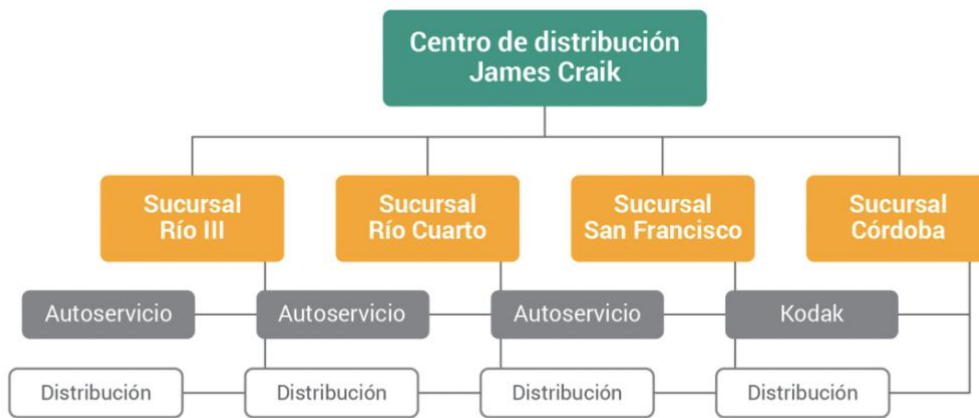 Centro de distribución
James Craik
Sucursal
Río III
Sucursal
Río Cuarto
Sucursal
San Francisco
Sucursal
Córdoba
Autoservicio
Autoservicio
Autoservicio
Kodak
Distribución
Distribución
Distribución
Distribución